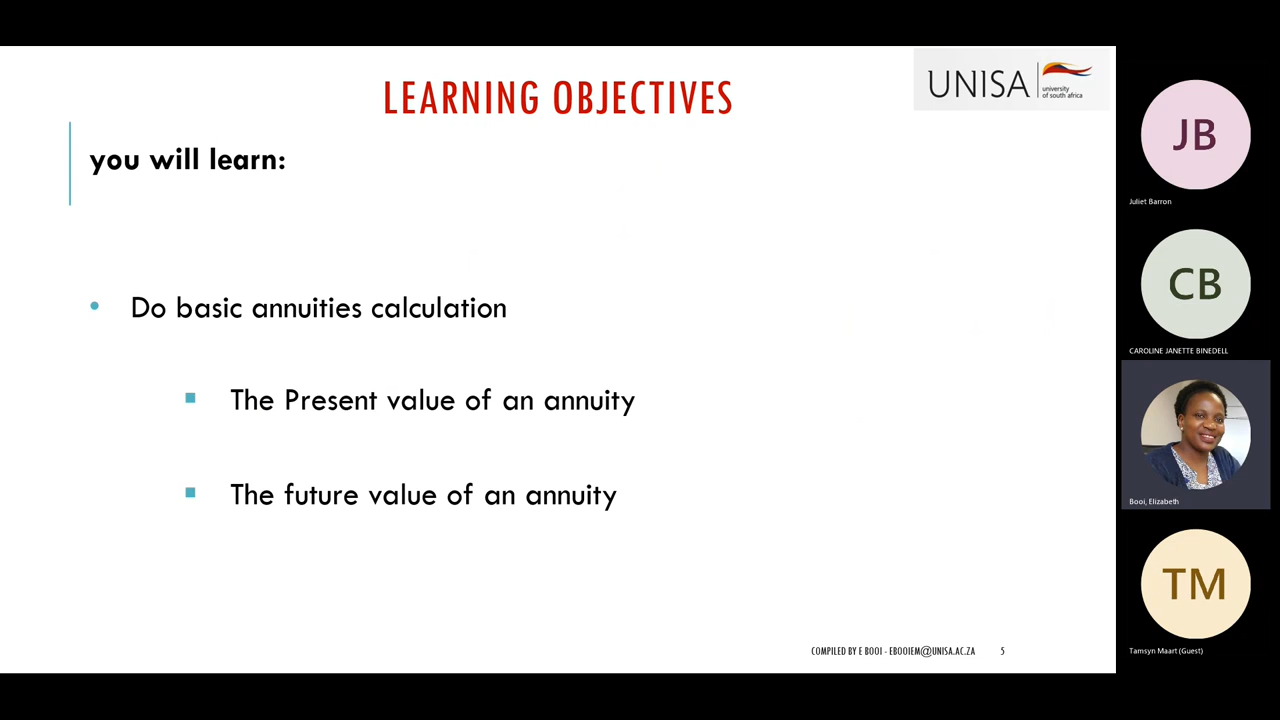 LEARNING OBJECTIVES
UNISA
university
of south africa
you will learn:
Do basic annuities calculation
The Present value of an annuity
The future value of an annuity
COMPILED BY E BOOI - EBOOIEM@UNISA.AC.ZA 5
JB
Juliet Barron
CB
CAROLINE JANETTE BINEDELL
Booi, Elizabeth
TM
Tamsyn Maart (Guest)